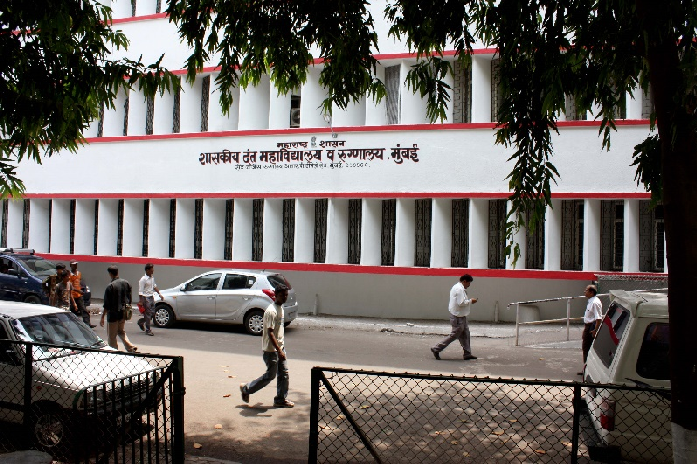 महाराष्ट्र शासन
शासकीय दंत महाविद्यालय व रुग्णालय, मुंबई